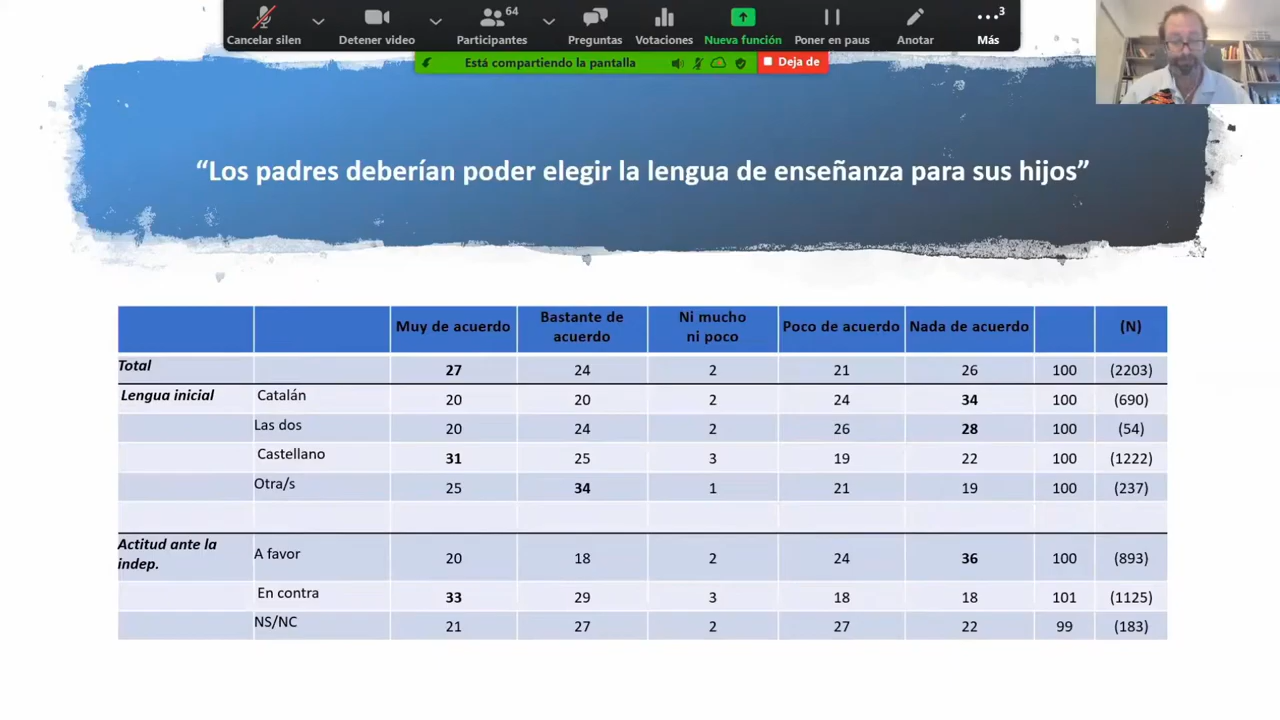 64
3
Cancelar silen
Detener video
Participantes
Preguntas
Votaciones
Nueva función
Poner en paus
Anotar
Más
Está compartiendo la pantalla
Deja de
“Los padres deberían poder elegir la lengua de enseñanza para sus hijos”
Muy de acuerdo Bastante de acuerdo Ni mucho ni poco Poco de acuerdo Nada de acuerdo (N)
Total 27 24 2 21 26 100 (2203)
Lengua inicial Catalán 20 20 2 24 34 100 (690)
Las dos 20 24 2 26 28 100 (54)
Castellano 31 25 3 19 22 100 (1222)
Otra/s 25 34 1 21 19 100 (237)
Actitud ante la indep. A favor 20 18 2 24 36 100 (893)
En contra 33 29 3 18 18 101 (1125)
NS/NC 21 27 2 27 22 99 (183)